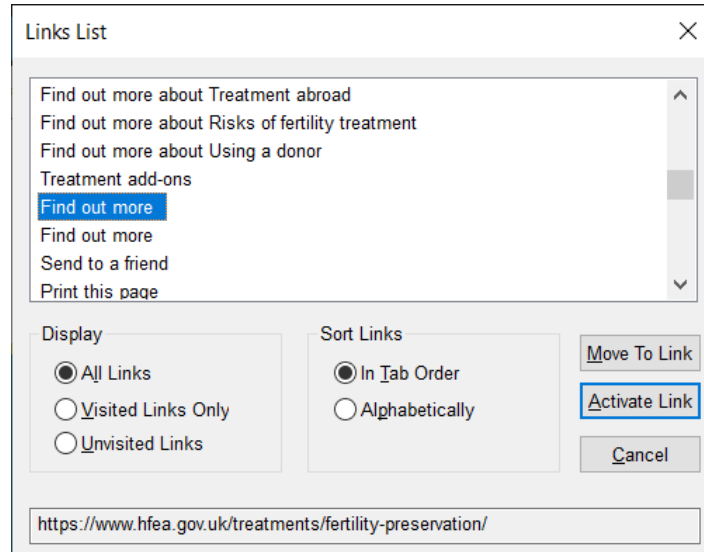 Links List
Find out more about Treatment abroad
Find out more about Risks of fertility treatment
Find out more about Using a donor
Treatment add-ons
Find out more
Find out more
Send to a friend
Print this page
Display
All Links
Visited Links Only
Unvisited Links
Sort Links
In Tab Order
Alphabetically
Move To Link
Activate Link
Cancel
https://www.hfea.gov.uk/treatments/fertility-preservation/